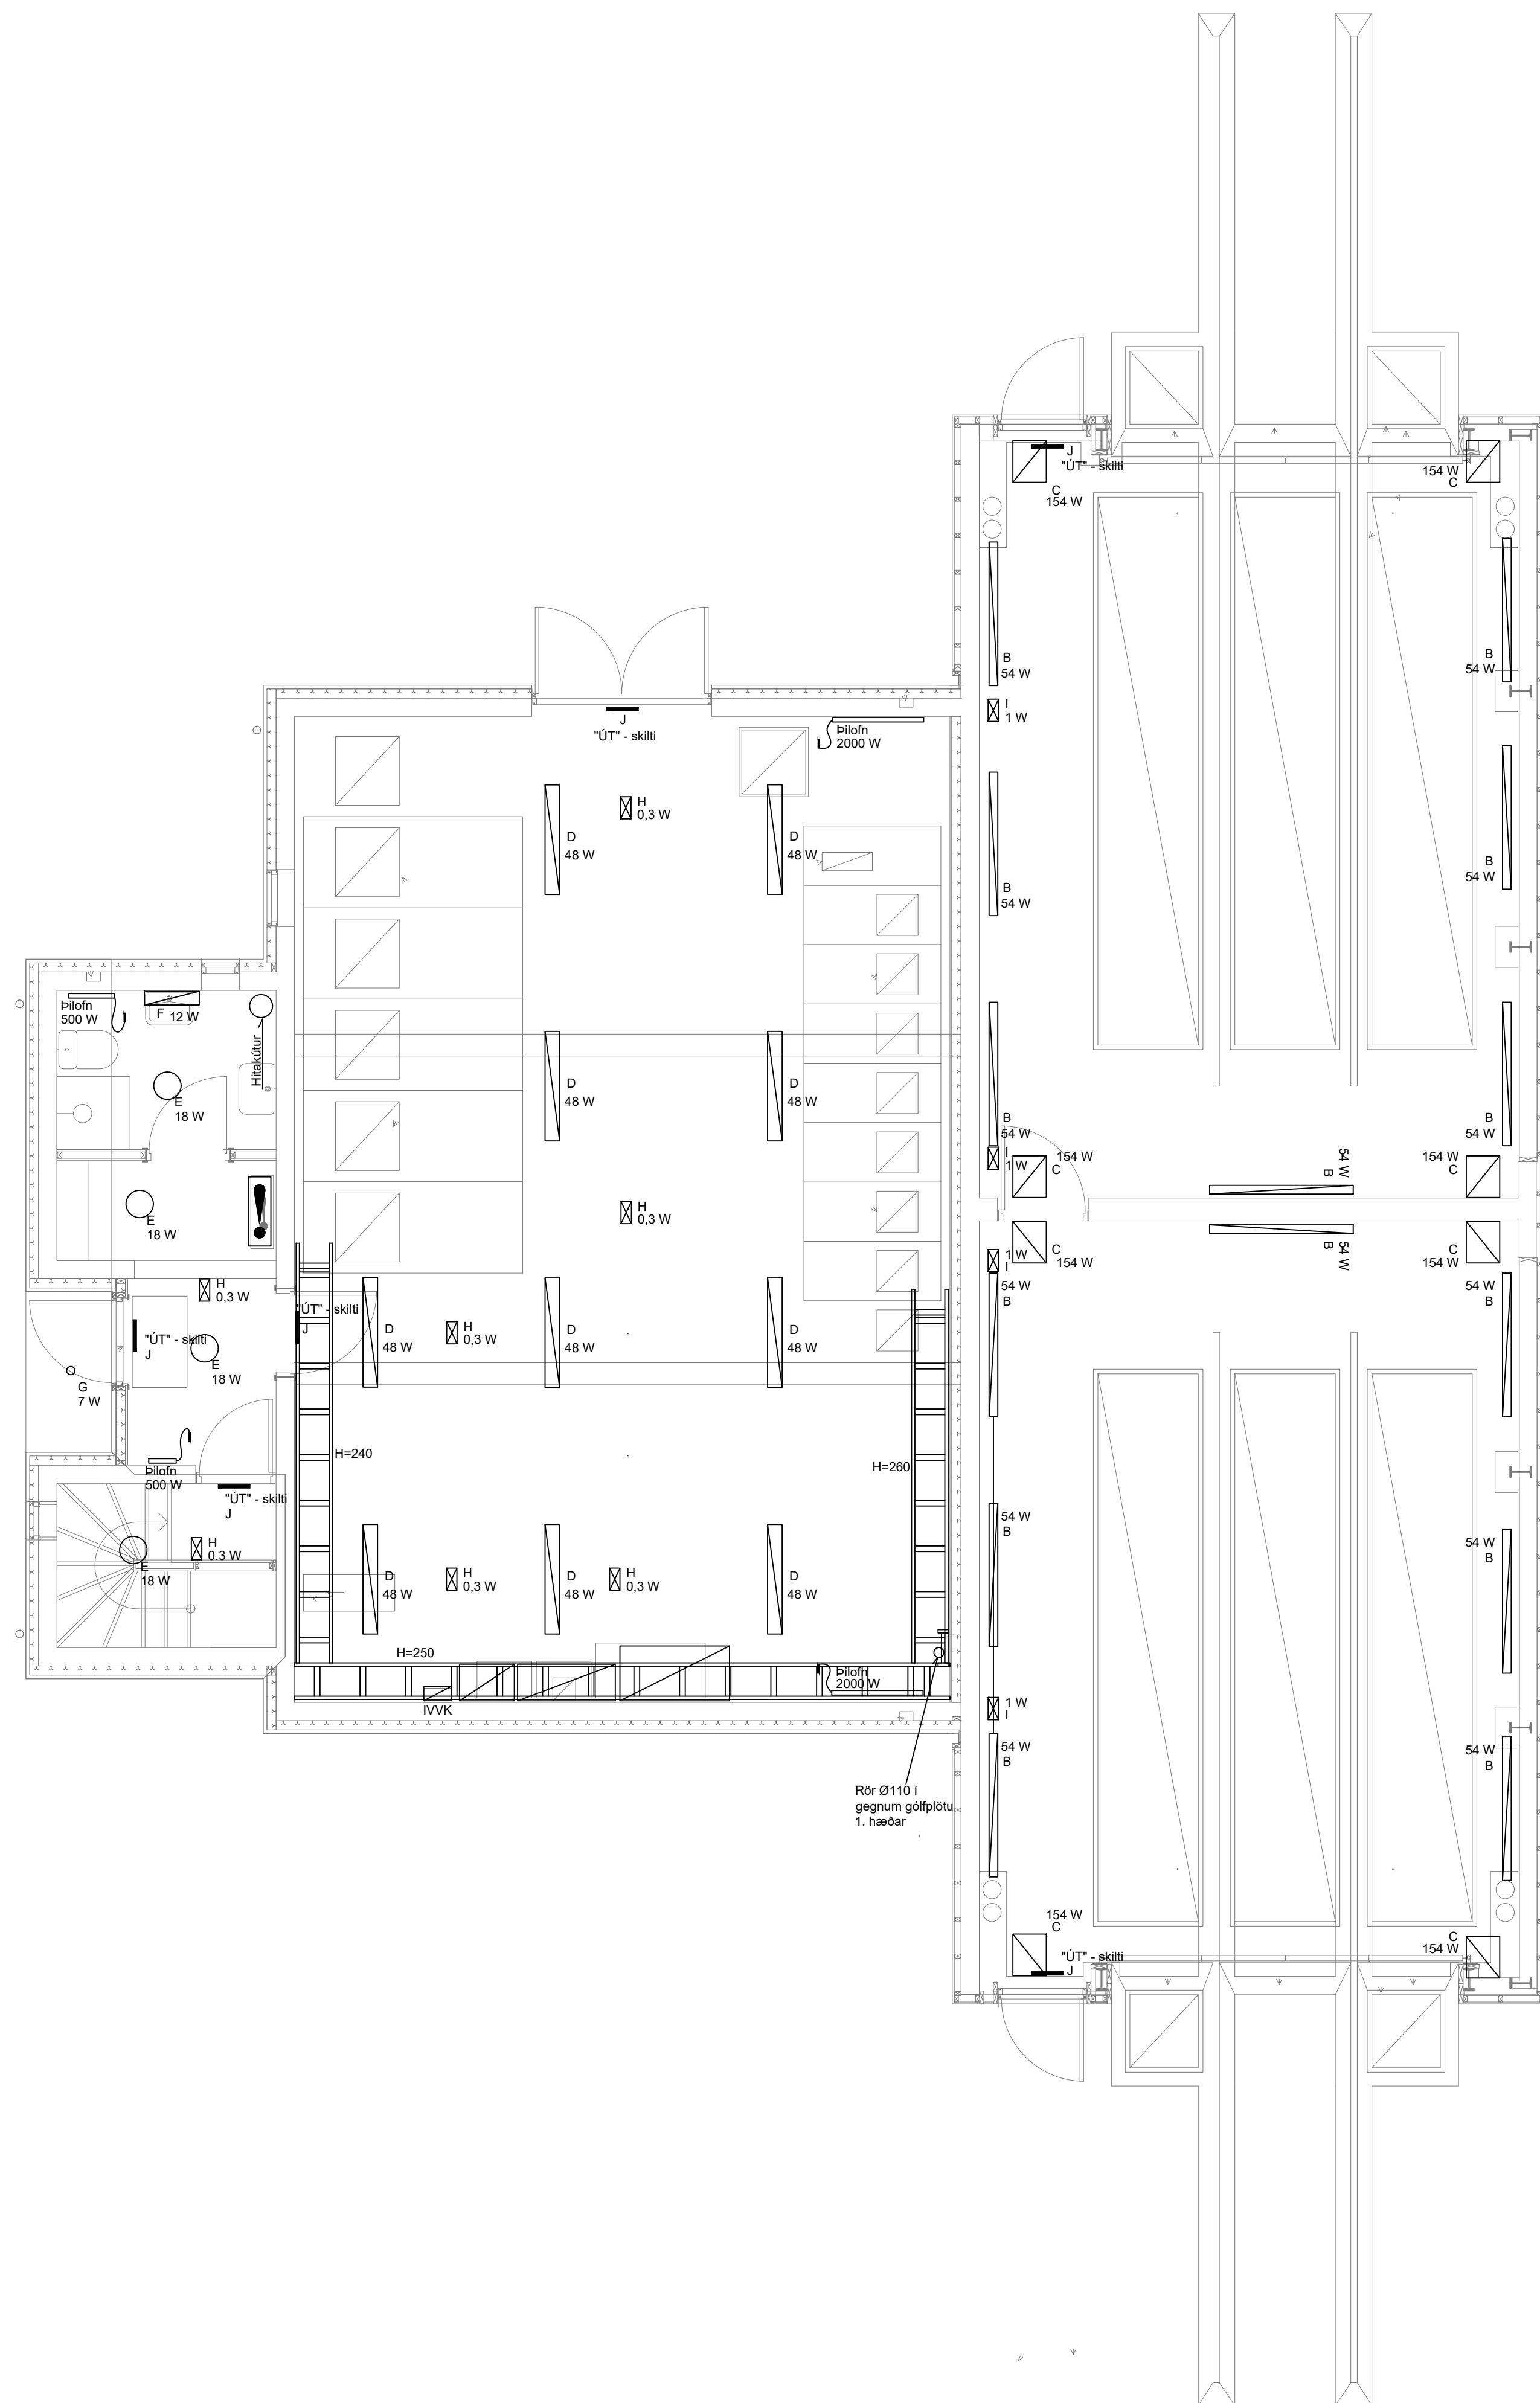 J
"ÚT" - skilti
C
154 W
154 W
C
B
54 W
B
54 W
I
1 W
J
"ÚT" - skilti
Þilofn
2000 W
H
0,3 W
D
48 W
D
48 W
B
54 W
B
54 W
Þilofn
500 W
F 12 W
Hitakútur
E
18 W
D
48 W
D
48 W
B
54 W
B
54 W
I
1 W
154 W
C
54 W
B
154 W
C
E
18 W
H
0,3 W
C
154 W
54 W
B
C
154 W
1 W
I
54 W
B
54 W
B
H
0,3 W
"ÚT" - skilti
J
"ÚT" - skilti
J
H
0,3 W
D
48 W
D
48 W
D
48 W
E
18 W
G
7 W
H=240
H=260
Þilofn
500 W
"ÚT" - skilti
J
54 W
B
54 W
B
H
0.3 W
E
18 W
D
48 W
H
0,3 W
D
48 W
H
0,3 W
D
48 W
H=250
IVVK
Þilofn
2000 W
1 W
I
54 W
B
54 W
B
Rör Ø110 í
gegnum gólfplötu
1. hæðar
154 W
C
"ÚT" - skilti
J
C
154 W